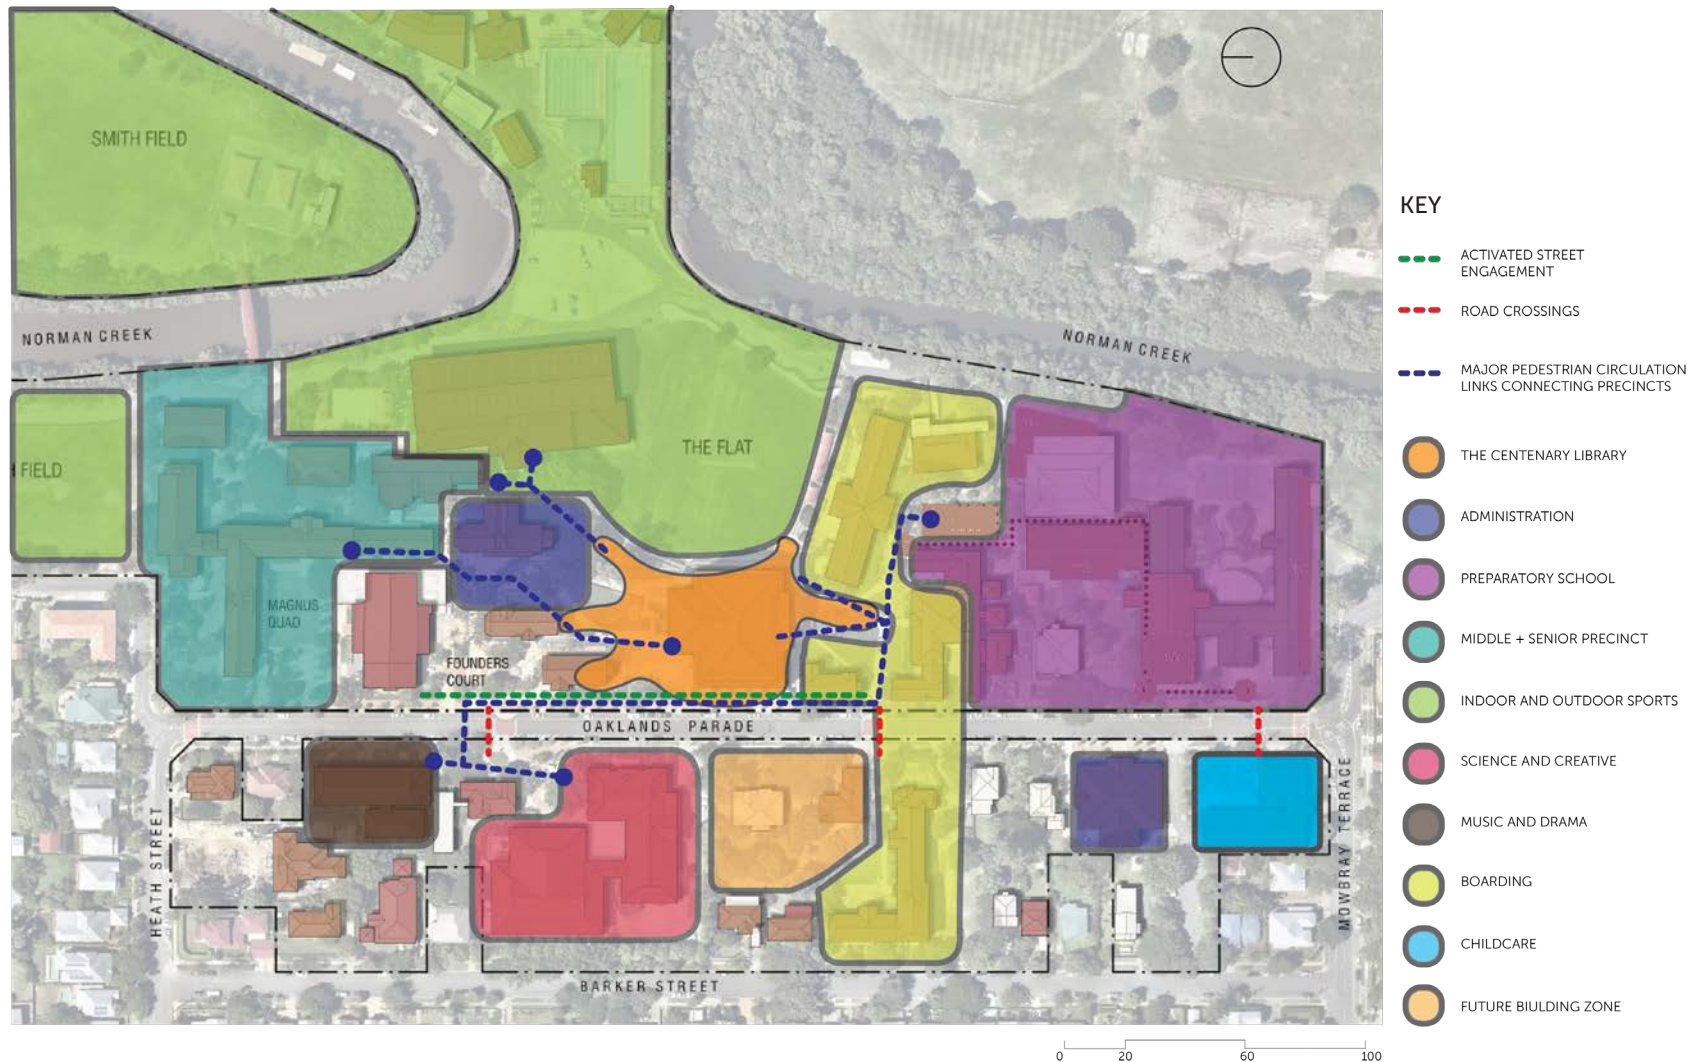 SMITH FIELD
NORMAN CREEK
NORMAN CREEK
FIELD
THE FLAT
MAGNUS
QUAD
FOUNDERS
COURT
OAKLANDS PARADE
HEATH STREET
MOWBRAY TERRACE
BARKER STREET
KEY
ACTIVATED STREET
ENGAGEMENT
ROAD CROSSINGS
MAJOR PEDESTRIAN CIRCULATION
LINKS CONNECTING PRECINCTS
THE CENTENARY LIBRARY
ADMINISTRATION
PREPARATORY SCHOOL
MIDDLE + SENIOR PRECINCT
INDOOR AND OUTDOOR SPORTS
SCIENCE AND CREATIVE
MUSIC AND DRAMA
BOARDING
CHILDCARE
FUTURE BIULDING ZONE
0 20 60 100